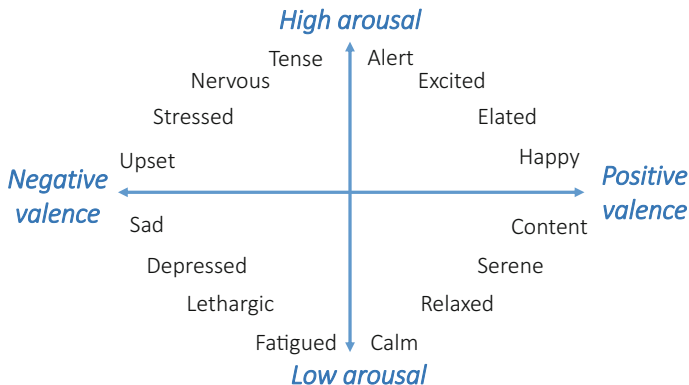 High arousal
Tense
Alert
Nervous
Excited
Stressed
Elated
Upset
Happy
Negative
valence
Positive
valence
Sad
Content
Depressed
Serene
Lethargic
Relaxed
Fatigued
Calm
Low arousal